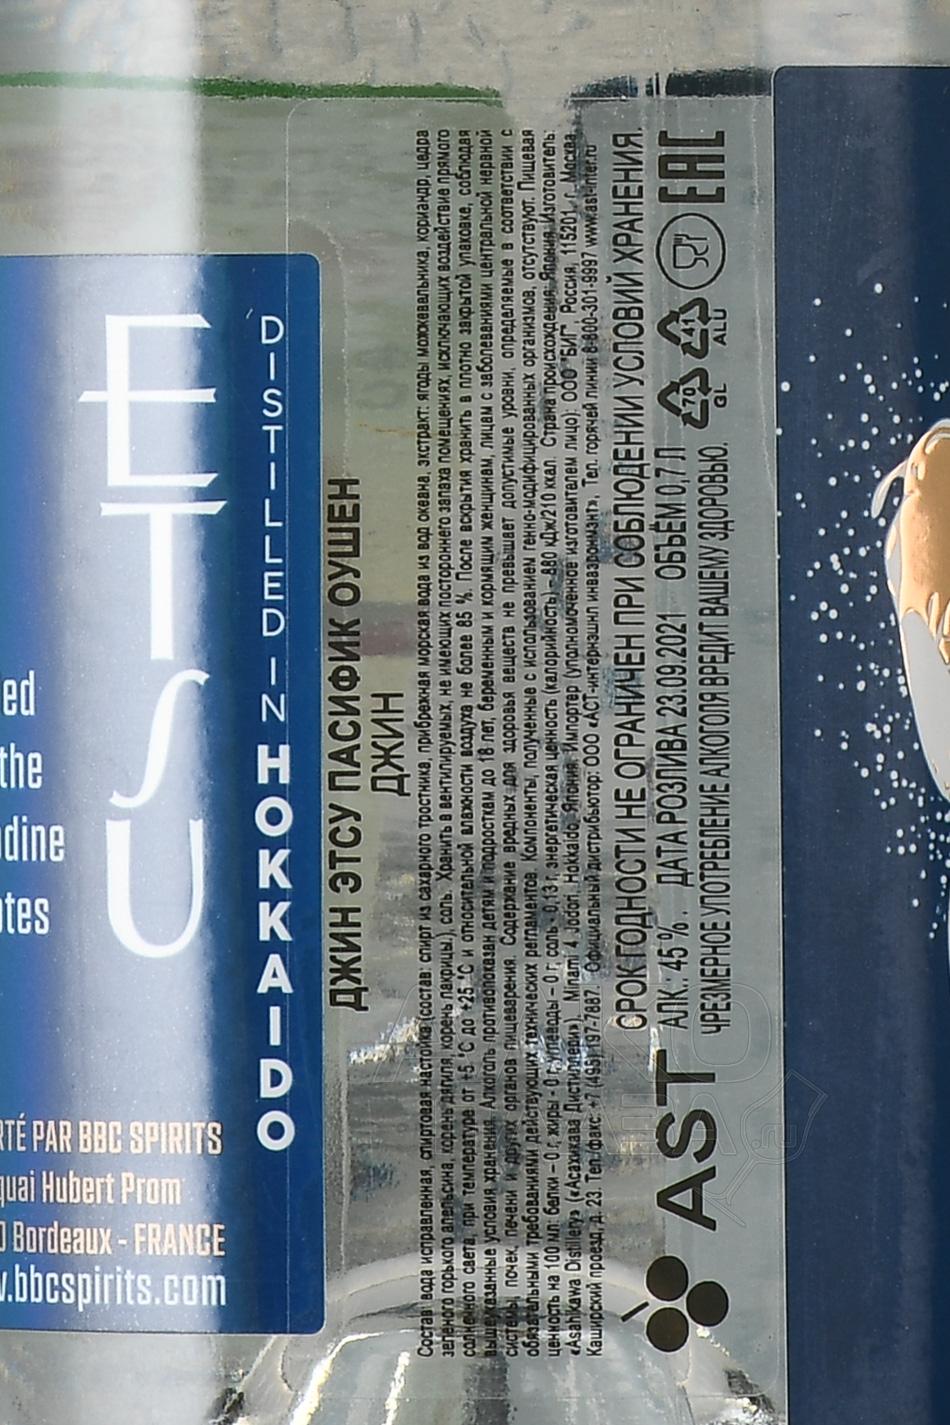 ETSU
DISTILLED IN HOKKAIDO
the
PAR BBC SPIRITS
quai Hubert Prom
Bordeaux - FRANCE
.bbcspirits.com
ДЖИН ЭТСУ ПАСИФИК ОУШЕН
ДЖИН
Состав: вода исправленная, спиртовая настойка (состав: спирт из сахарного тростника, прибрежная морская вода из вод океана, экстракт: ягоды можжевельника, кориандр, цедра
зеленого горького апельсина, корень дягиля, корень лакрицы), соль. Хранить в вентилируемых, не имеющих постороннего запаха помещениях, исключающих воздействие прямого
солнечного света, при температуре от +5 °С до +25 °С и относительной влажности воздуха не более 85 %. После вскрытия хранить в плотно закрытой упаковке, соблюдая
вышеуказанные условия хранения. Алкоголь противопоказан детям и подросткам до 18 лет, беременным и кормящим женщинам, лицам с заболеваниями центральной нервной
системы, почек, печени и других органов пищеварения. Содержание вредных для здоровья веществ не превышает допустимые уровни, определяемые в соответствии с
обязательными требованиями действующих технических регламентов. Компоненты, полученные с использованием генно-модифицированных организмов, отсутствуют. Пищевая
ценность на 100 мл: белки – 0 г, жиры - 0 г, углеводы – 0 г, соль - 0,113 г, энергетическая ценность (калорийность) – 880 кДж/210 ккал. Страна происхождения: Япония. Изготовитель:
«Asahikawa Distillery» («Асахикава Дистиллери»), Minami 4 Jodori, Hokkaido, Япония. Импортер (уполномоченное изготовителем лицо): ООО "БИГ", Россия, 115201, г. Москва,
Каширский проезд, д. 23. Тел./факс: +7 (495) 197-7887. Официальный дистрибьютор: ООО «АСТ-интернэшнл инваэрэнмэнт». Тел. горячей линии 8-800-301-9997 www.ast-inter.ru
СРОК ГОДНОСТИ НЕ ОГРАНИЧЕН ПРИ СОБЛЮДЕНИИ УСЛОВИЙ ХРАНЕНИЯ.
АЛК. 45 %. ДАТА РОЗЛИВА 23.09.2021 ОБЪЁМ 0,7 Л
ЧРЕЗМЕРНОЕ УПОТРЕБЛЕНИЕ АЛКОГОЛЯ ВРЕДИТ ВАШЕМУ ЗДОРОВЬЮ.
AST
70 GL
41 ALU
EAC